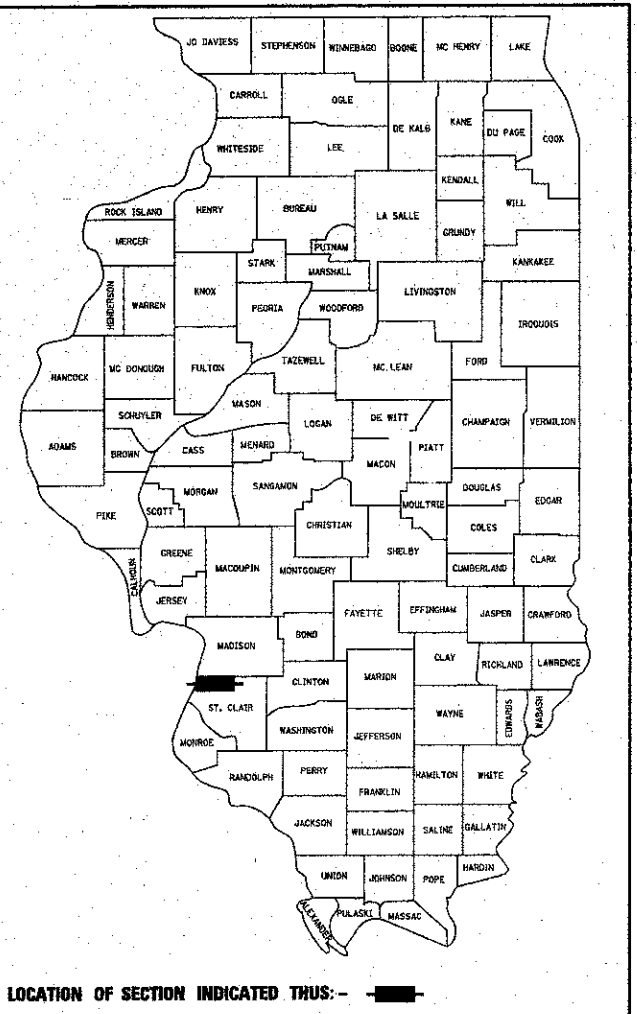 JO DAVIESS STEPHENSON WINNEBAGO BOONE MC HENRY LAKE
CARROLL OGLE DE KALB KANE DU PAGE COOK
WHITESIDE LEE
KENDALL WILL
ROCK ISLAND HENRY BUREAU LA SALLE
MERCER PUTNAM GRUNDY
STARK KANKAKEE
MARSHALL
HENDERSON WARREN KNOX PEORIA WOODFORD LIVINGSTON IROQUOIS
HANCOCK MC DONOUGH FULTON TAZEWELL MC LEAN FORD
SCHUYLER MASON LOGAN DE WITT CHAMPAIGN VERMILION
ADAMS BROWN CASS MENARD MACON PIATT
PIKE SCOTT MORGAN SANGAMON MOULTRIE DOUGLAS EDGAR
CHRISTIAN COLES
CALHOUN GREENE MACOUPIN MONTGOMERY SHELBY CUMBERLAND CLARK
JERSEY FAYETTE EFFINGHAM JASPER CRAWFORD
MADISON BOND CLAY RICHLAND LAWRENCE
CLINTON MARION EDWARDS WABASH
ST. CLAIR WAYNE
MONROE WASHINGTON JEFFERSON
RANDOLPH PERRY HAMILTON WHITE
FRANKLIN
JACKSON WILLIAMSON SALINE GALLATIN
UNION JOHNSON POPE HARDIN
ALEXANDER PULASKI MASSAC
LOCATION OF SECTION INDICATED THUS:-